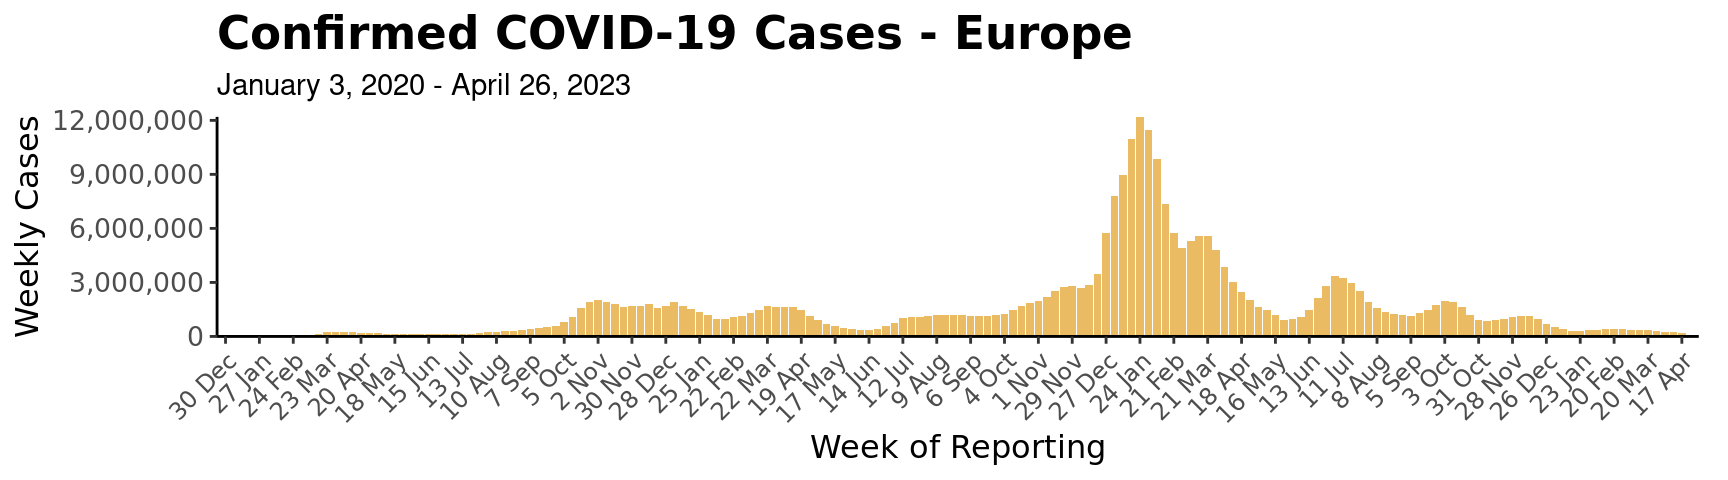 Confirmed COVID-19 Cases - Europe
January 3, 2020 - April 26, 2023
Weekly Cases
12,000,000
9,000,000
6,000,000
3,000,000
0
30 Dec
27 Jan
24 Feb
23 Mar
20 Apr
18 May
15 Jun
13 Jul
10 Aug
7 Sep
5 Oct
2 Nov
30 Nov
28 Dec
25 Jan
22 Feb
22 Mar
19 Apr
17 May
14 Jun
12 Jul
9 Aug
6 Sep
4 Oct
1 Nov
29 Nov
27 Dec
24 Jan
21 Feb
21 Mar
18 Apr
16 May
13 Jun
11 Jul
8 Aug
5 Sep
3 Oct
31 Oct
28 Nov
26 Dec
23 Jan
20 Feb
20 Mar
17 Apr
Week of Reporting